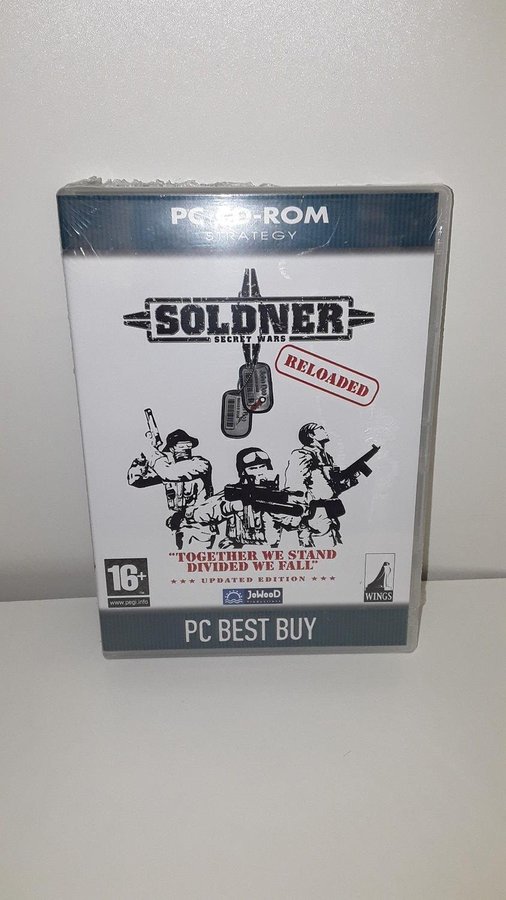 PC CD-ROM
STRATEGY
SOLDNER
SECRET WARS
RELOADED
"TOGETHER WE STAND
DIVIDED WE FALL"
*** UPDATED EDITION ***
16+
www.pegi.info
JoWooD
Productions
WINGS
PC BEST BUY